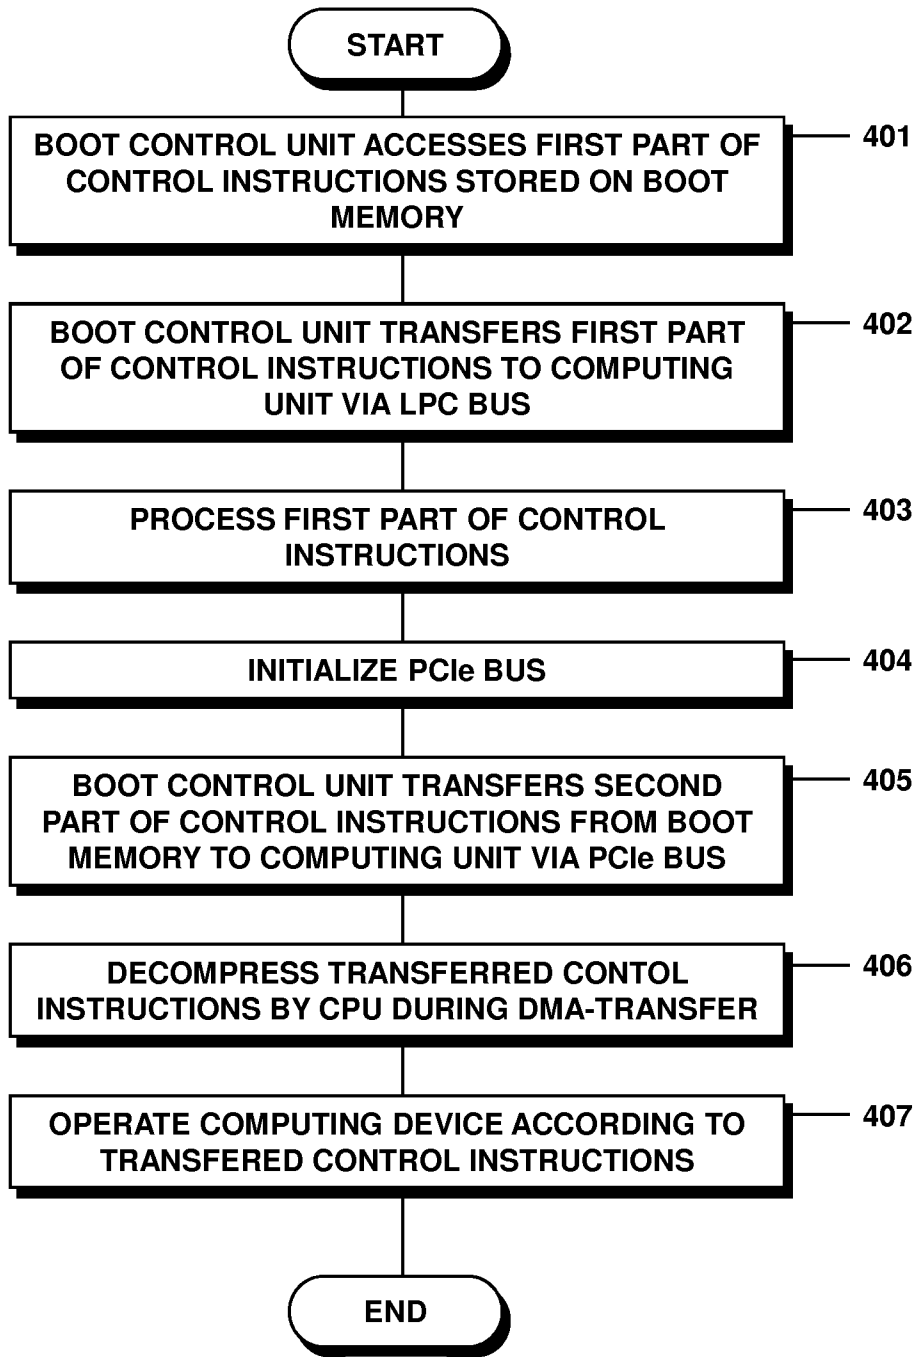 START
BOOT CONTROL UNIT ACCESSES FIRST PART OF
CONTROL INSTRUCTIONS STORED ON BOOT
MEMORY
401
BOOT CONTROL UNIT TRANSFERS FIRST PART
OF CONTROL INSTRUCTIONS TO COMPUTING
UNIT VIA LPC BUS
402
PROCESS FIRST PART OF CONTROL
INSTRUCTIONS
403
INITIALIZE PCIe BUS
404
BOOT CONTROL UNIT TRANSFERS SECOND
PART OF CONTROL INSTRUCTIONS FROM BOOT
MEMORY TO COMPUTING UNIT VIA PCIe BUS
405
DECOMPRESS TRANSFERRED CONTOL
INSTRUCTIONS BY CPU DURING DMA-TRANSFER
406
OPERATE COMPUTING DEVICE ACCORDING TO
TRANSFERED CONTROL INSTRUCTIONS
407
END